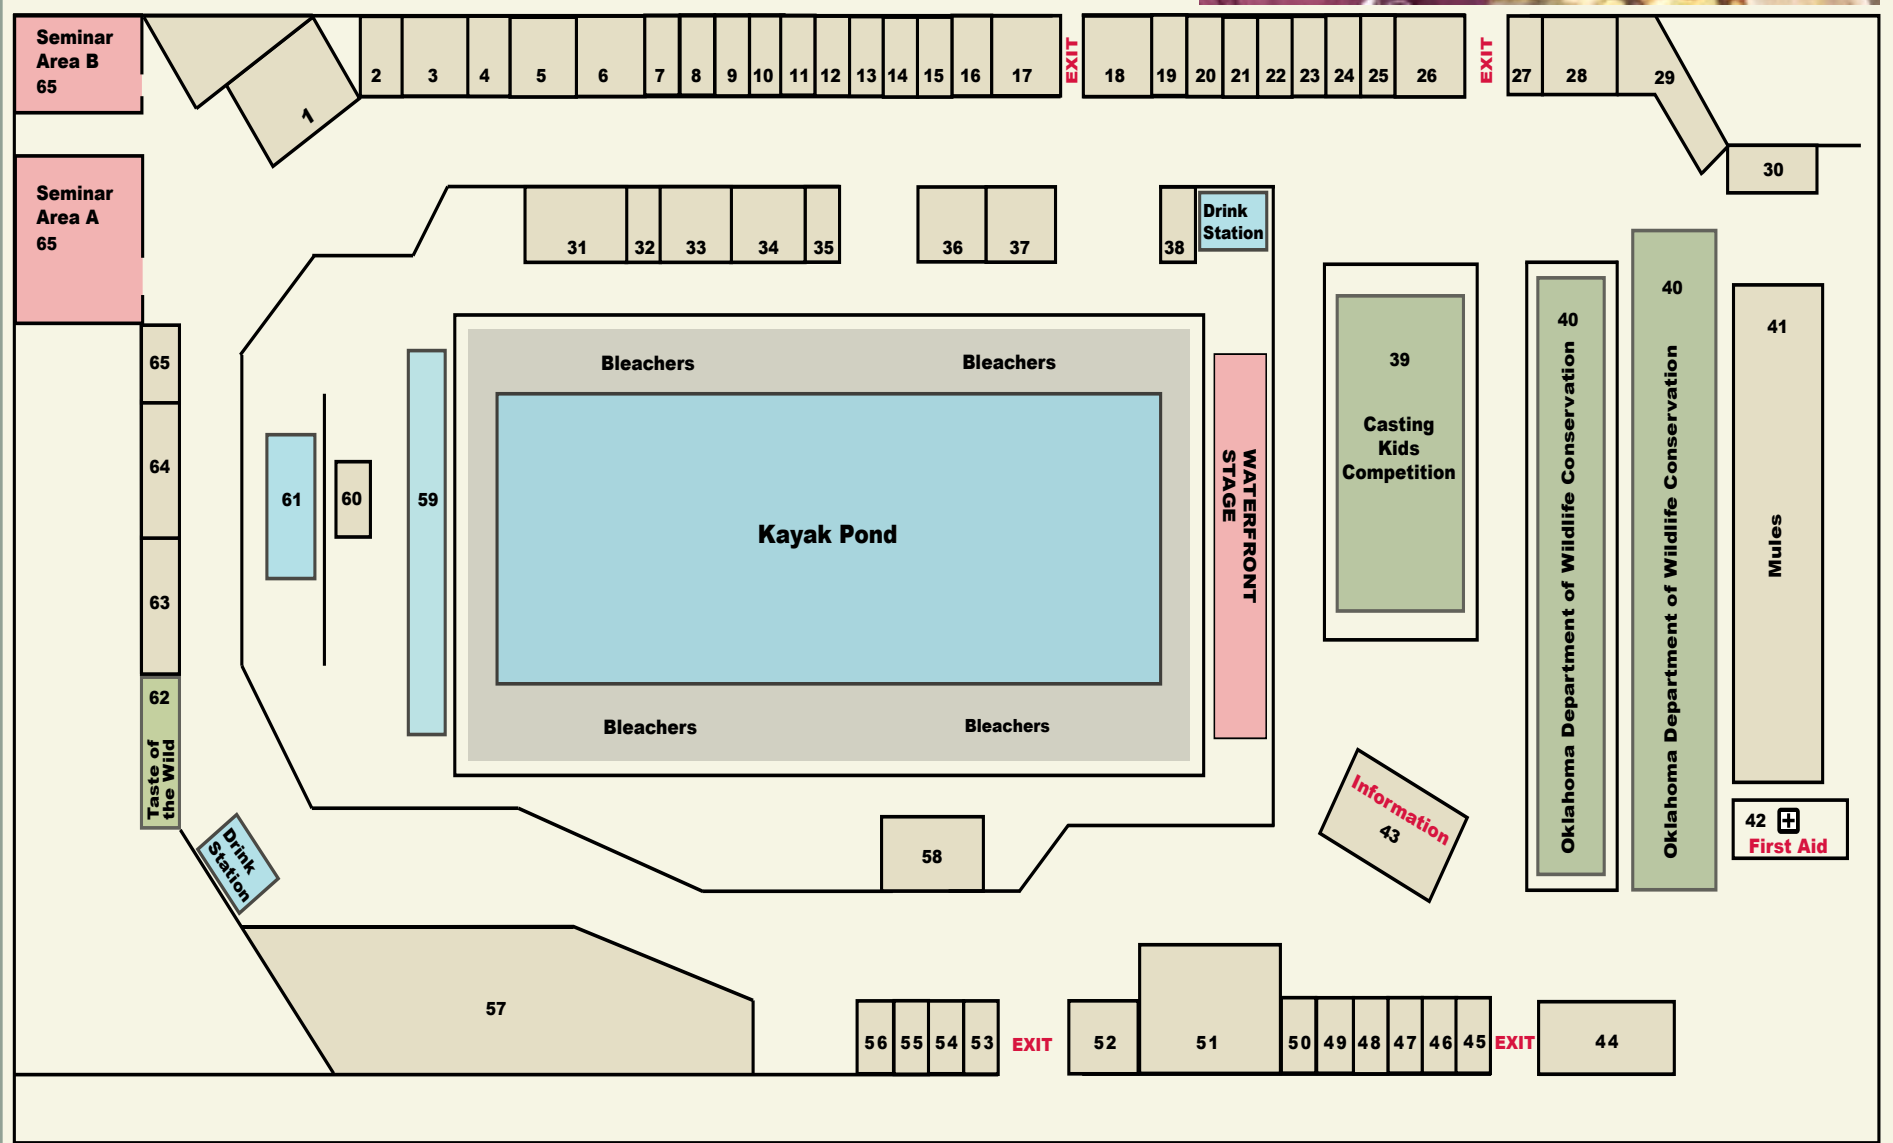 Seminar
Area B
65
1
2
3
4
5
6
7
8
9
10
11
12
13
14
15
16
17
EXIT
18
19
20
21
22
23
24
25
26
EXIT
27
28
29
30
Seminar
Area A
65
31
32
33
34
35
36
37
38
Drink
Station
39
Casting
Kids
Competition
40
Oklahoma Department of Wildlife Conservation
40
Oklahoma Department of Wildlife Conservation
41
Mules
65
64
63
62
Taste of
the Wild
61
60
59
Bleachers
Bleachers
Kayak Pond
Bleachers
Bleachers
WATERFRONT
STAGE
Information
43
42
First Aid
Drink
Station
58
57
56
55
54
53
EXIT
52
51
50
49
48
47
46
45
EXIT
44